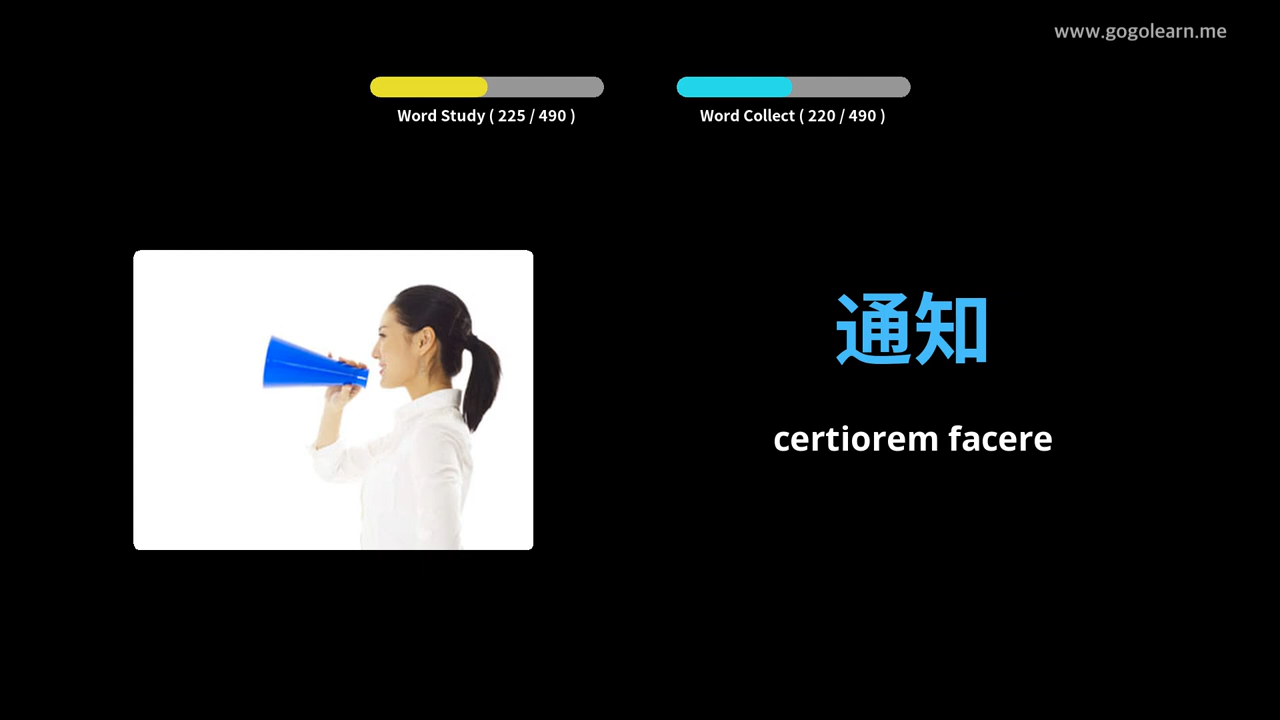 www.gogolearn.me
Word Study ( 225 / 490 )
Word Collect ( 220 / 490 )
通知
certiorem facere